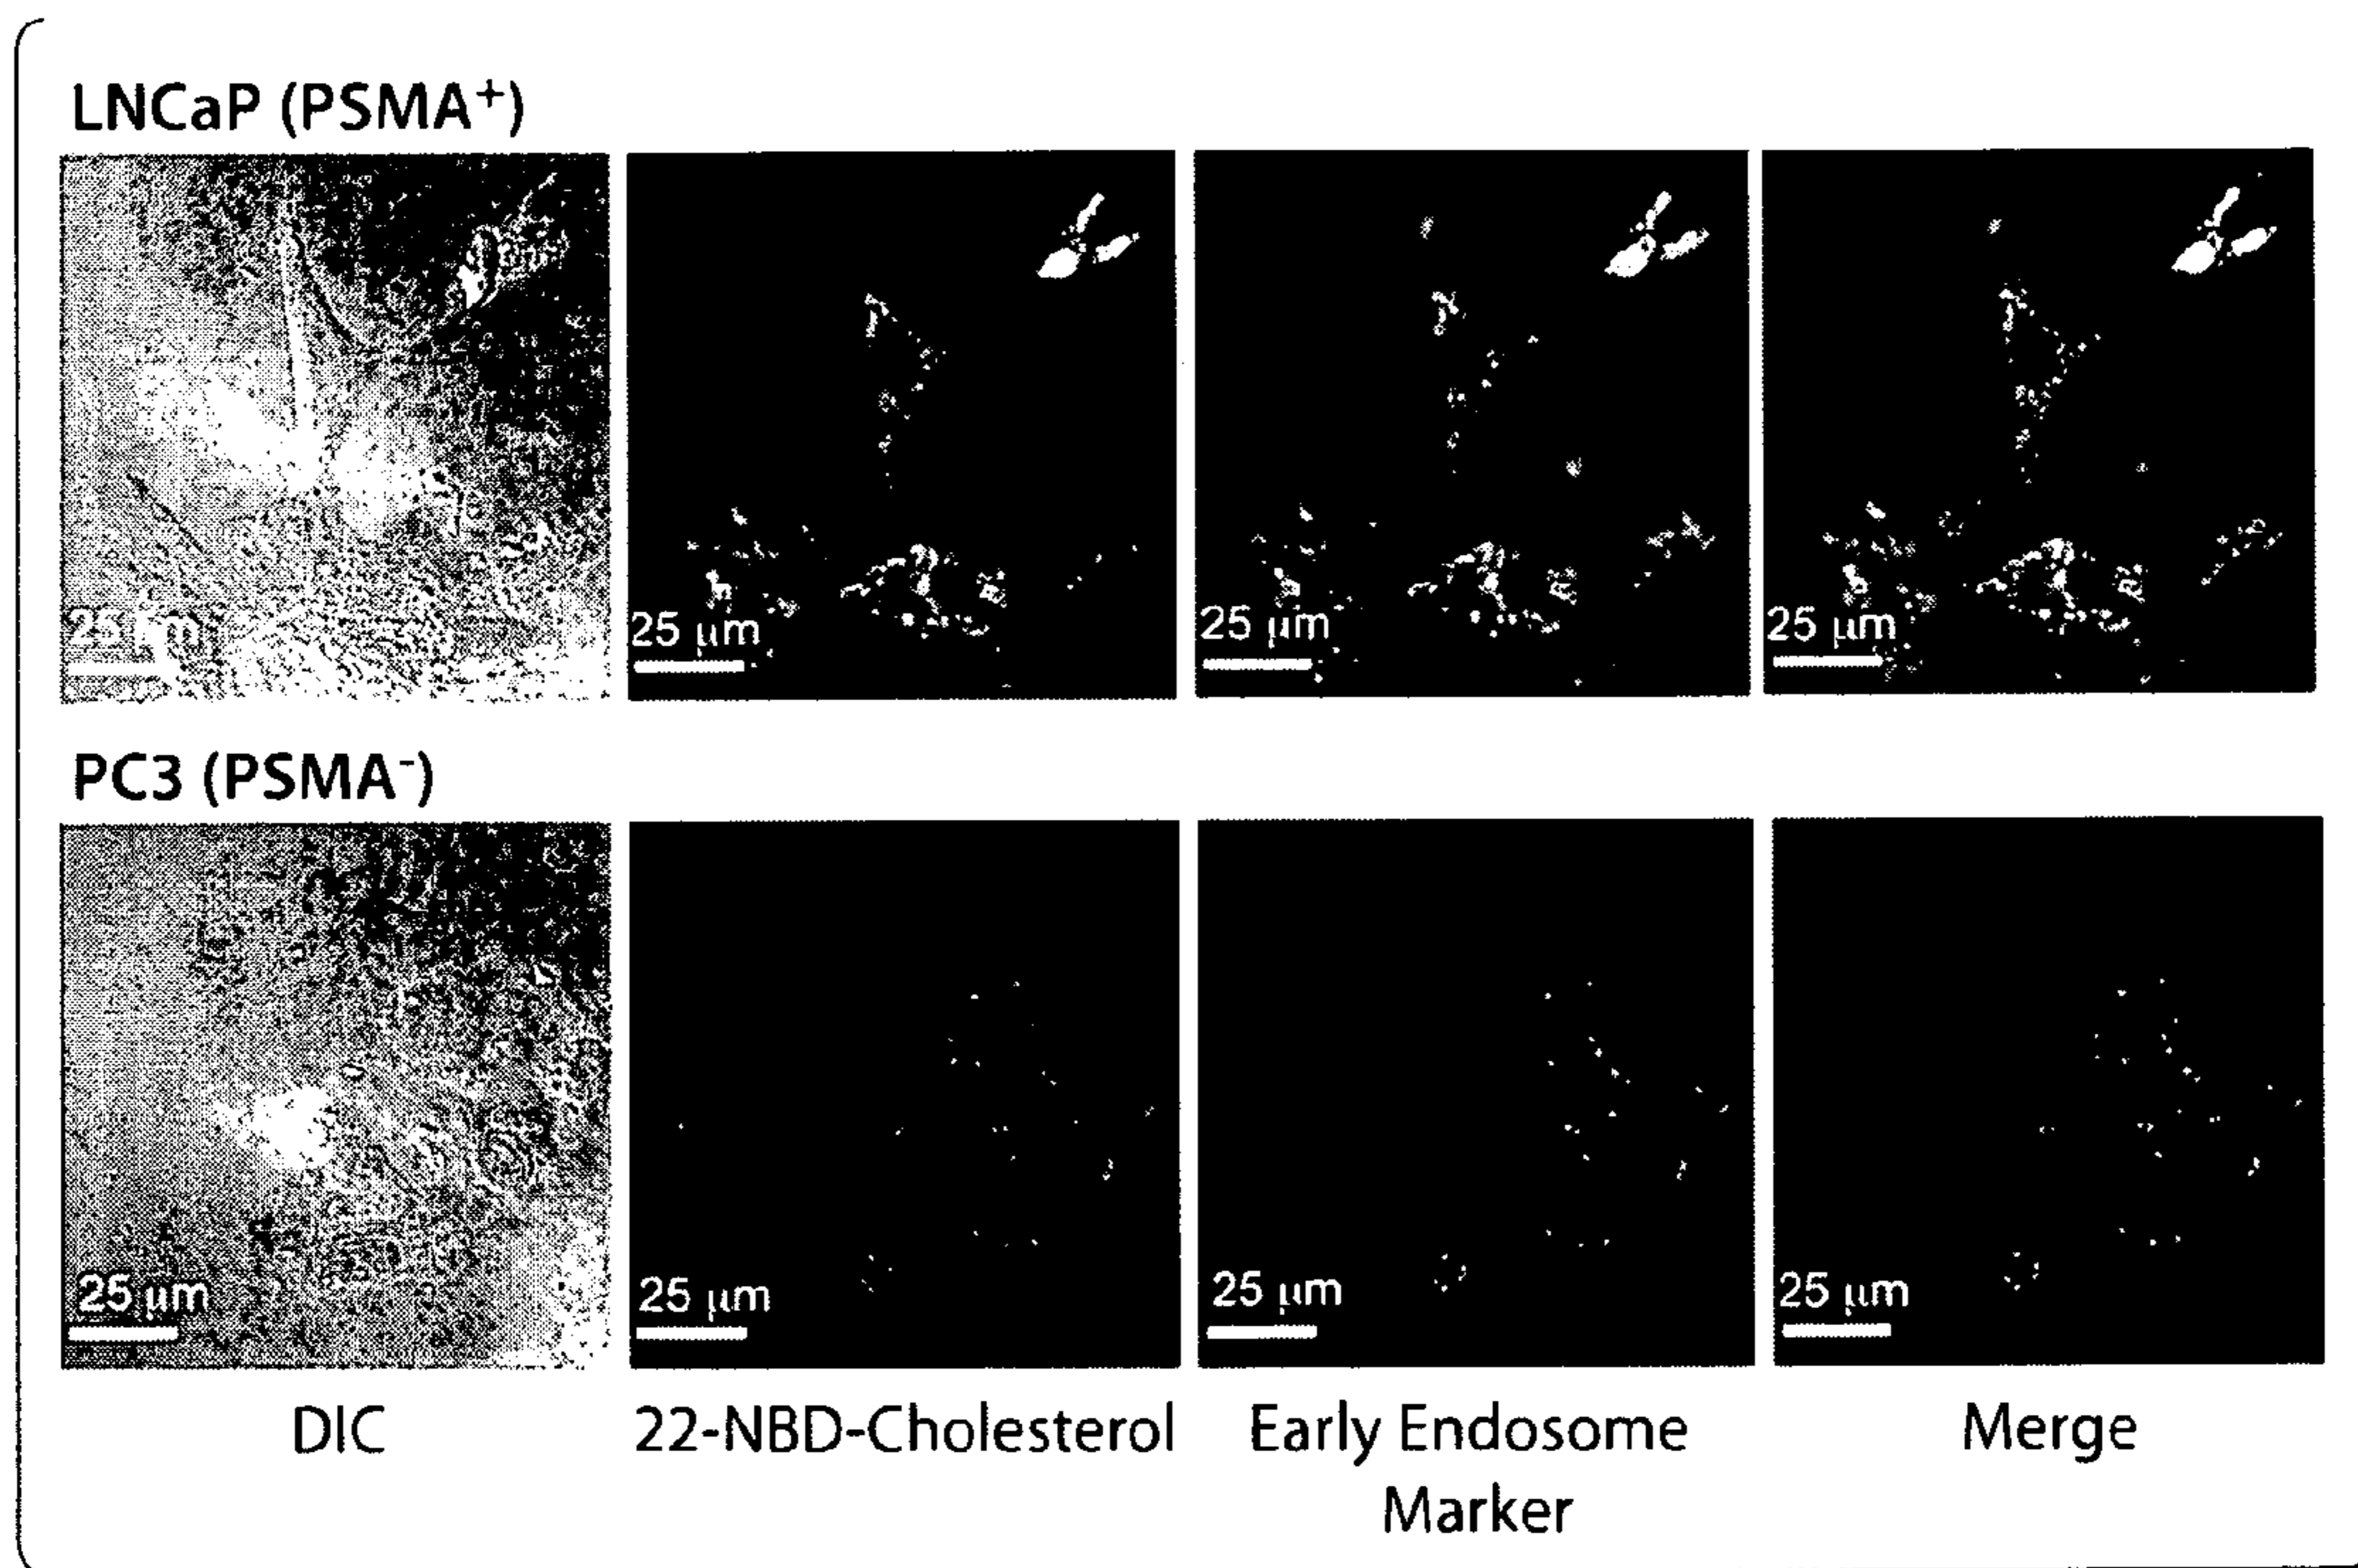 LNCaP (PSMA⁺)
25 μm
25 μm
25 μm
25 μm
PC3 (PSMA⁻)
25 μm
25 μm
25 μm
25 μm
DIC
22-NBD-Cholesterol
Early Endosome
Marker
Merge